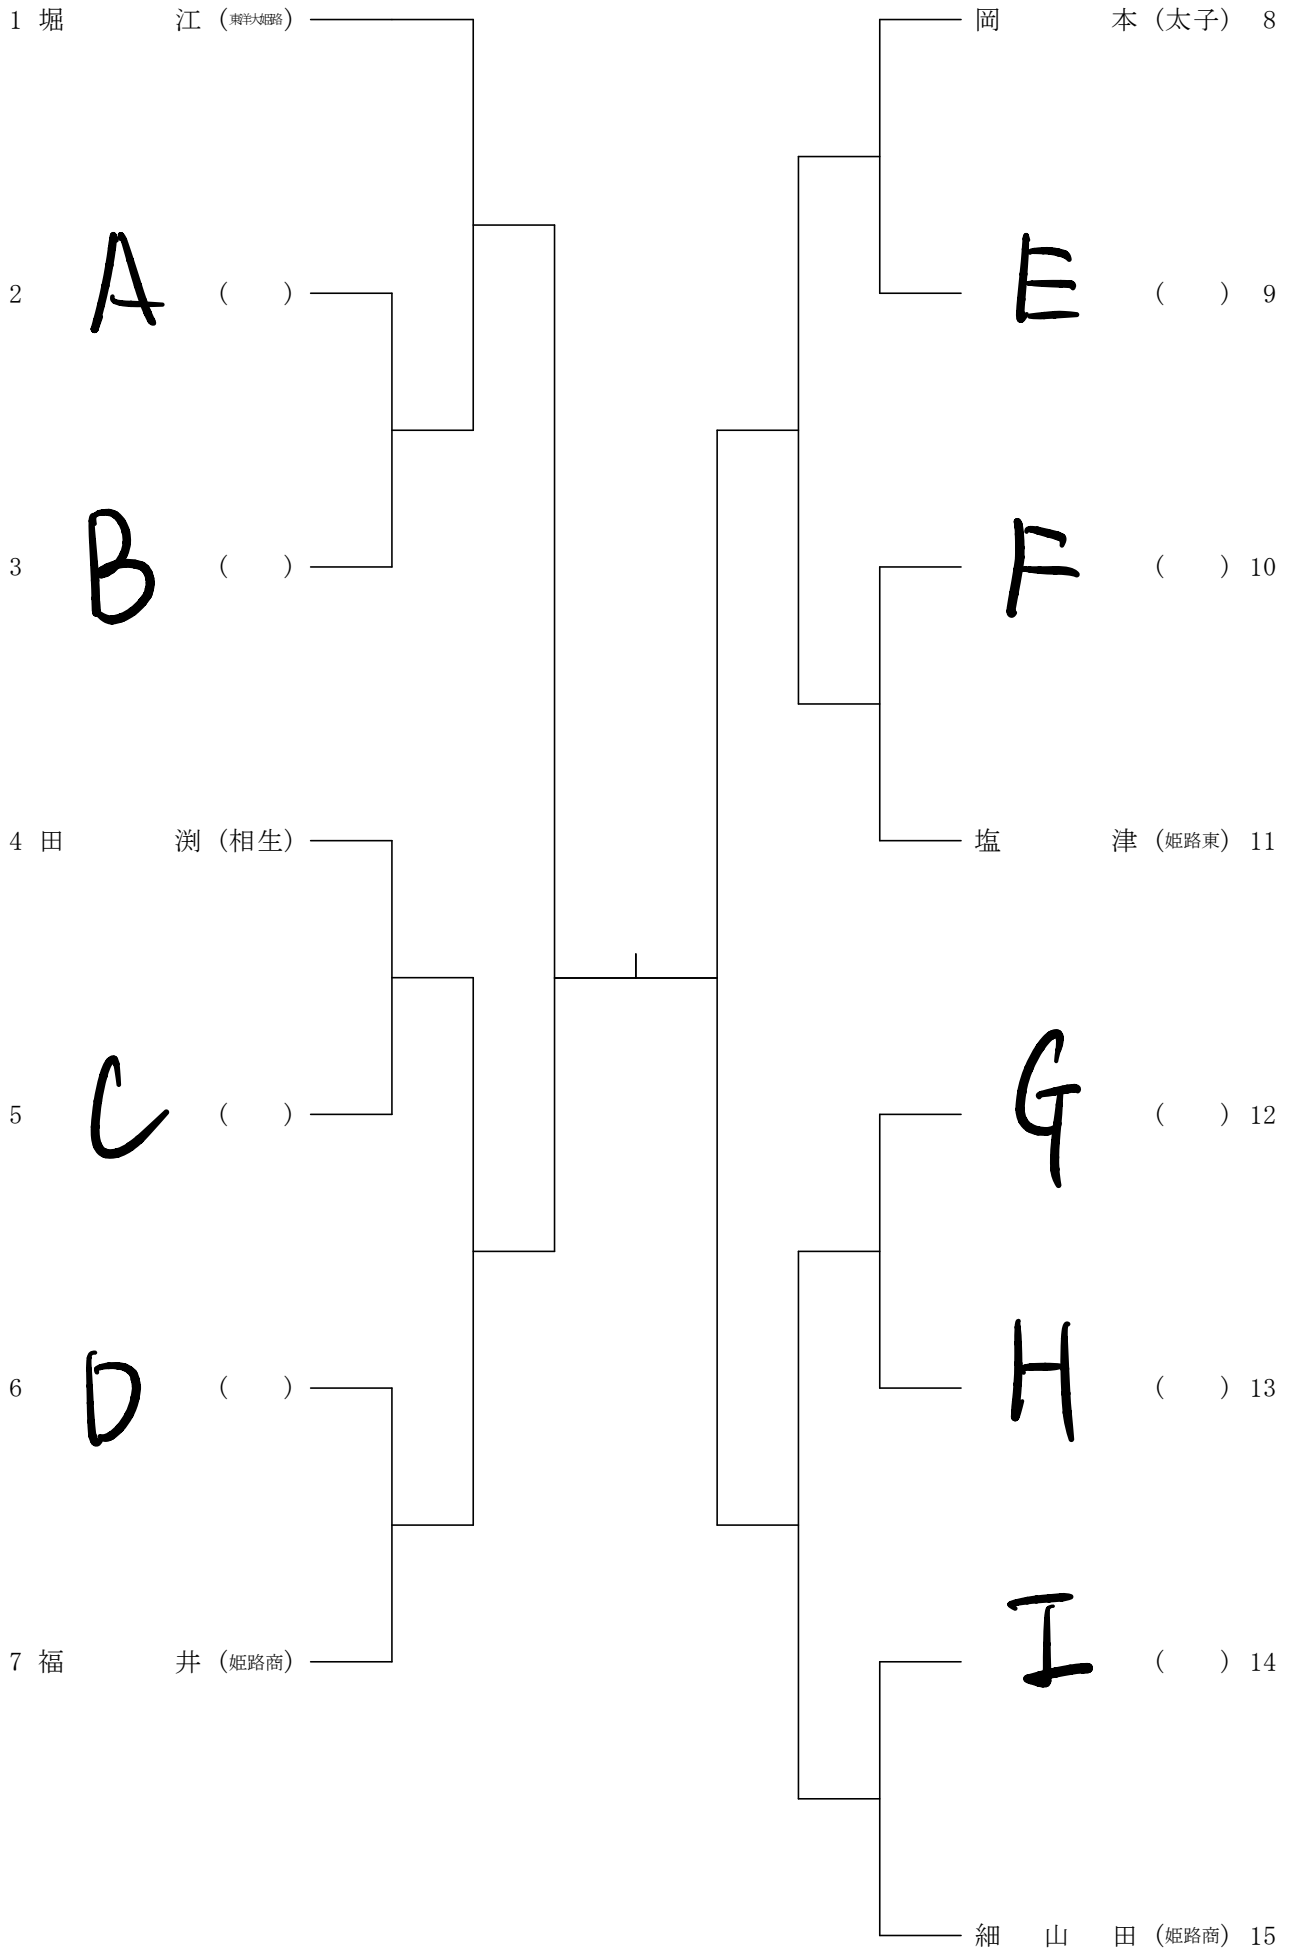 1 堀 江 (東洋大姫路)
2 A ( )
3 B ( )
4 田 渕 (相生)
5 C ( )
6 D ( )
7 福 井 (姫路商)
岡 本 (太子) 8
E ( ) 9
F ( ) 10
塩 津 (姫路東) 11
G ( ) 12
H ( ) 13
I ( ) 14
細 山 田 (姫路商) 15